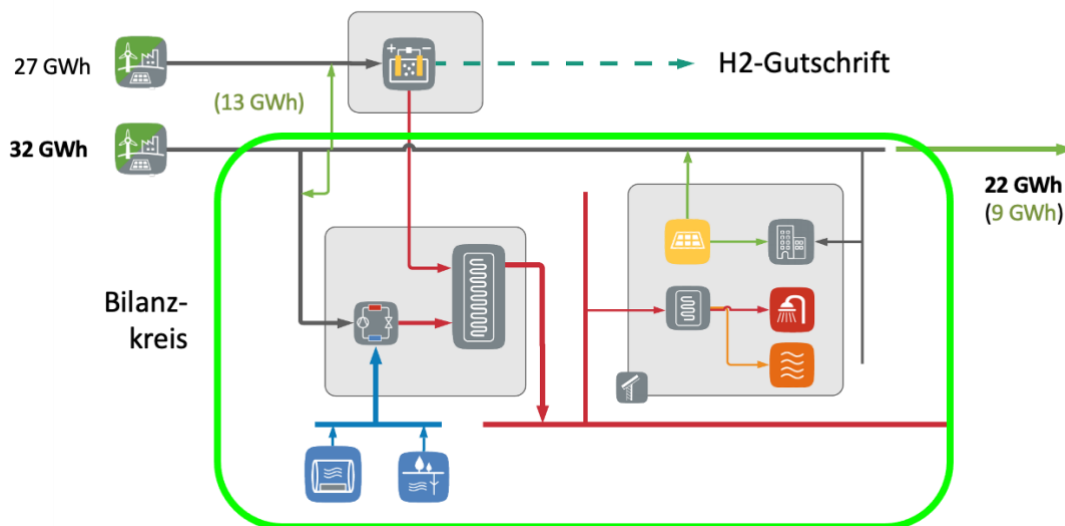 27 GWh
H2-Gutschrift
(13 GWh)
32 GWh
22 GWh
(9 GWh)
Bilanz-
kreis